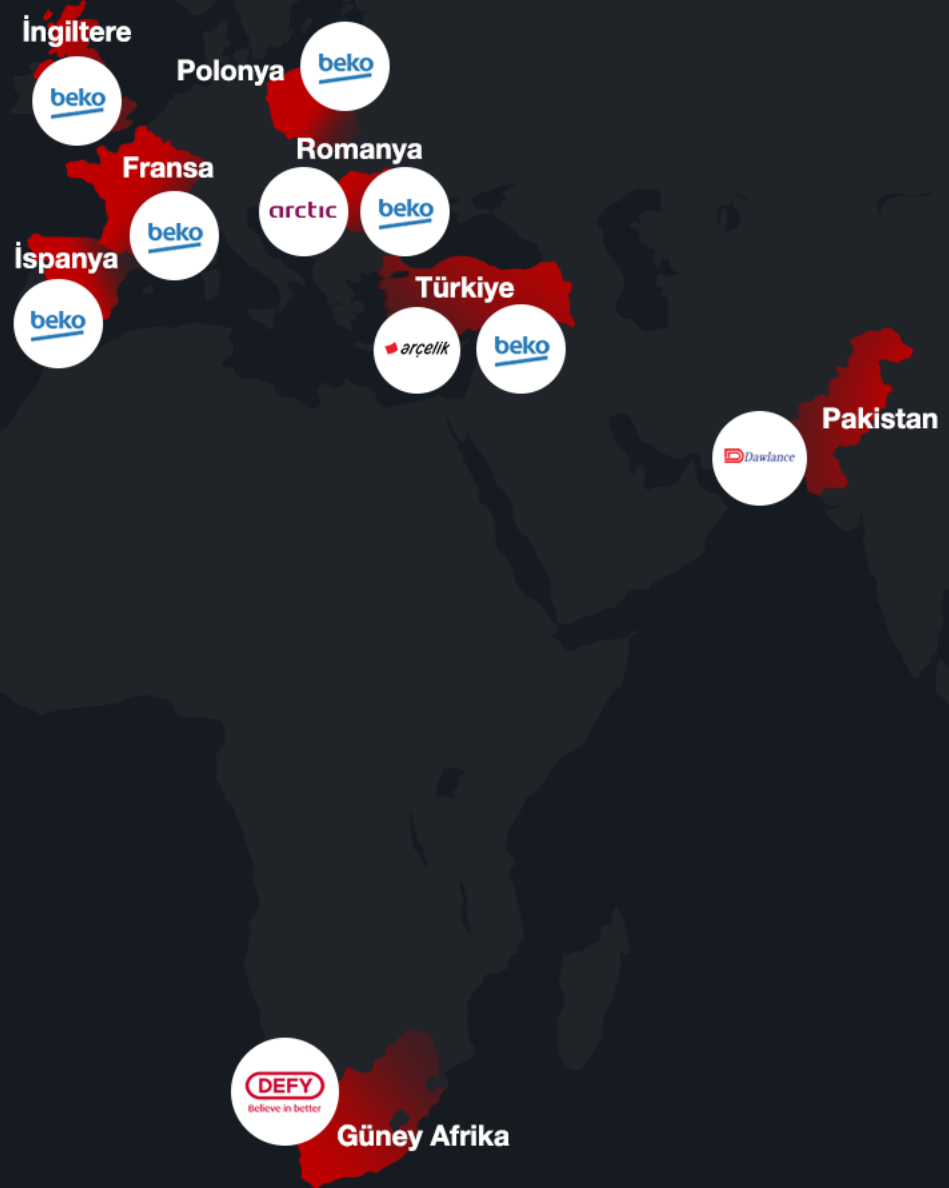 İngiltere
beko
Polonya
beko
Fransa
beko
Romanya
arctıc
beko
İspanya
beko
Türkiye
arçelik
beko
Pakistan
Dawlance
DEFY
Believe in better
Güney Afrika